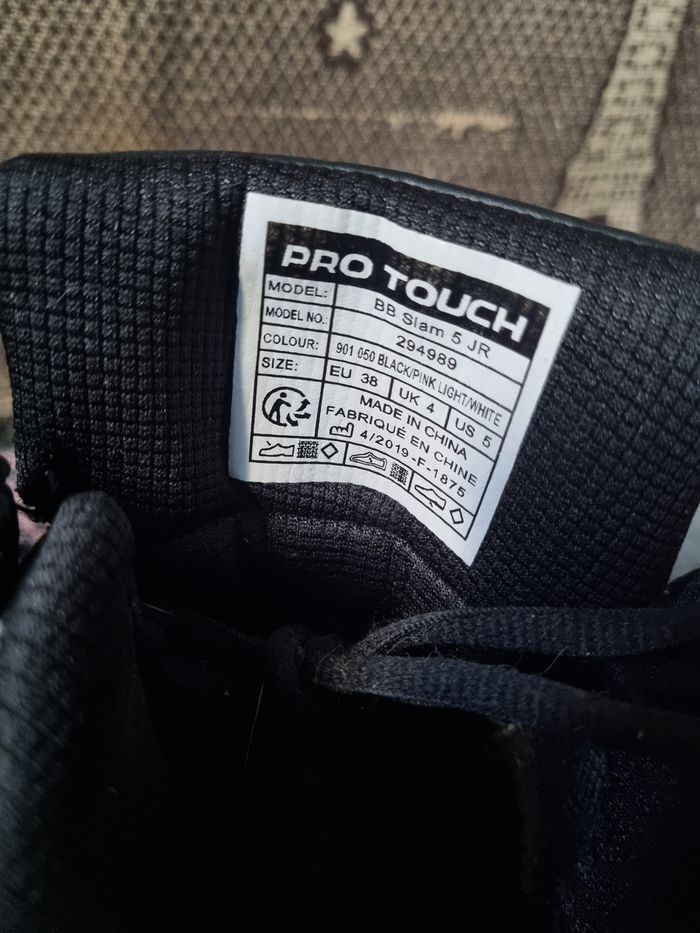 PRO TOUCH
MODEL: BB Slam 5 JR
MODEL NO.: 294989
COLOUR: 901 050 BLACK/PINK LIGHT/WHITE
SIZE: EU 38 UK 4 US 5
MADE IN CHINA
FABRIQUÉ EN CHINE
4/2019-F-1875